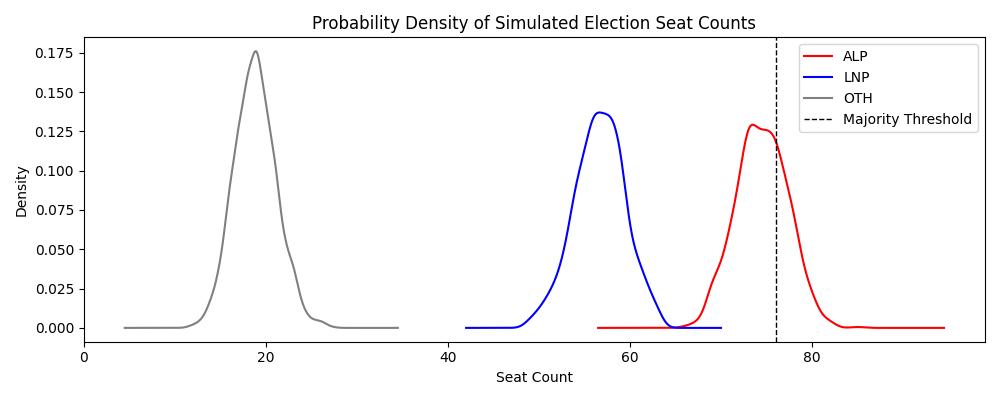 Probability Density of Simulated Election Seat Counts
0.175
0.150
0.125
0.100
0.075
0.050
0.025
0.000
Density
ALP
LNP
OTH
Majority Threshold
0
20
40
60
80
Seat Count